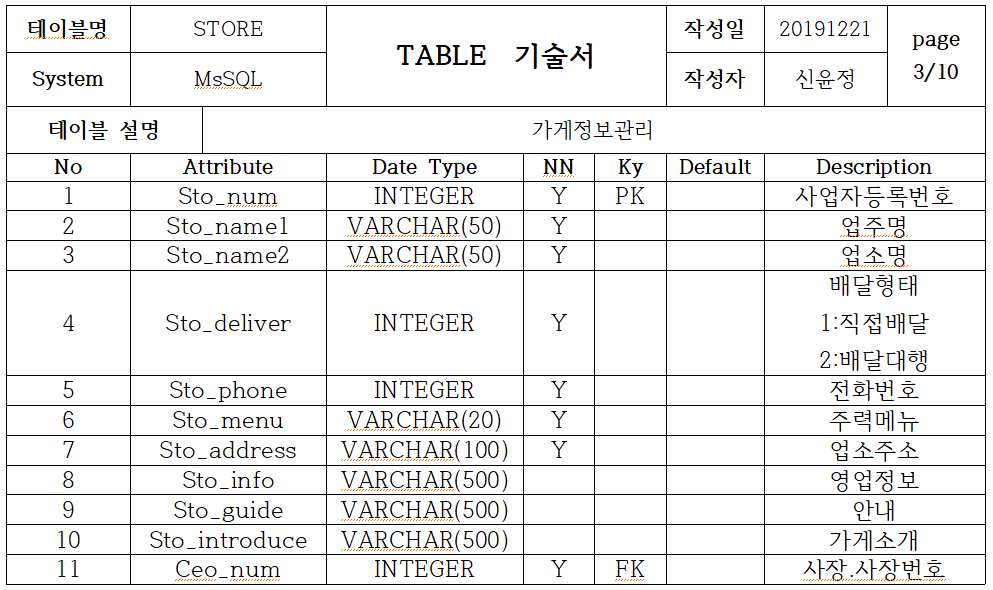 테이블명 STORE TABLE 기술서 작성일 20191221 page 3/10
System MsSQL 작성자 신윤정
테이블 설명 가게정보관리
No Attribute Date Type NN Ky Default Description
1 Sto_num INTEGER Y PK 사업자등록번호
2 Sto_name1 VARCHAR(50) Y 업주명
3 Sto_name2 VARCHAR(50) Y 업소명
4 Sto_deliver INTEGER Y 배달형태
1:직접배달
2:배달대행
5 Sto_phone INTEGER Y 전화번호
6 Sto_menu VARCHAR(20) Y 주력메뉴
7 Sto_address VARCHAR(100) Y 업소주소
8 Sto_info VARCHAR(500) 영업정보
9 Sto_guide VARCHAR(500) 안내
10 Sto_introduce VARCHAR(500) 가게소개
11 Ceo_num INTEGER Y FK 사장.사장번호